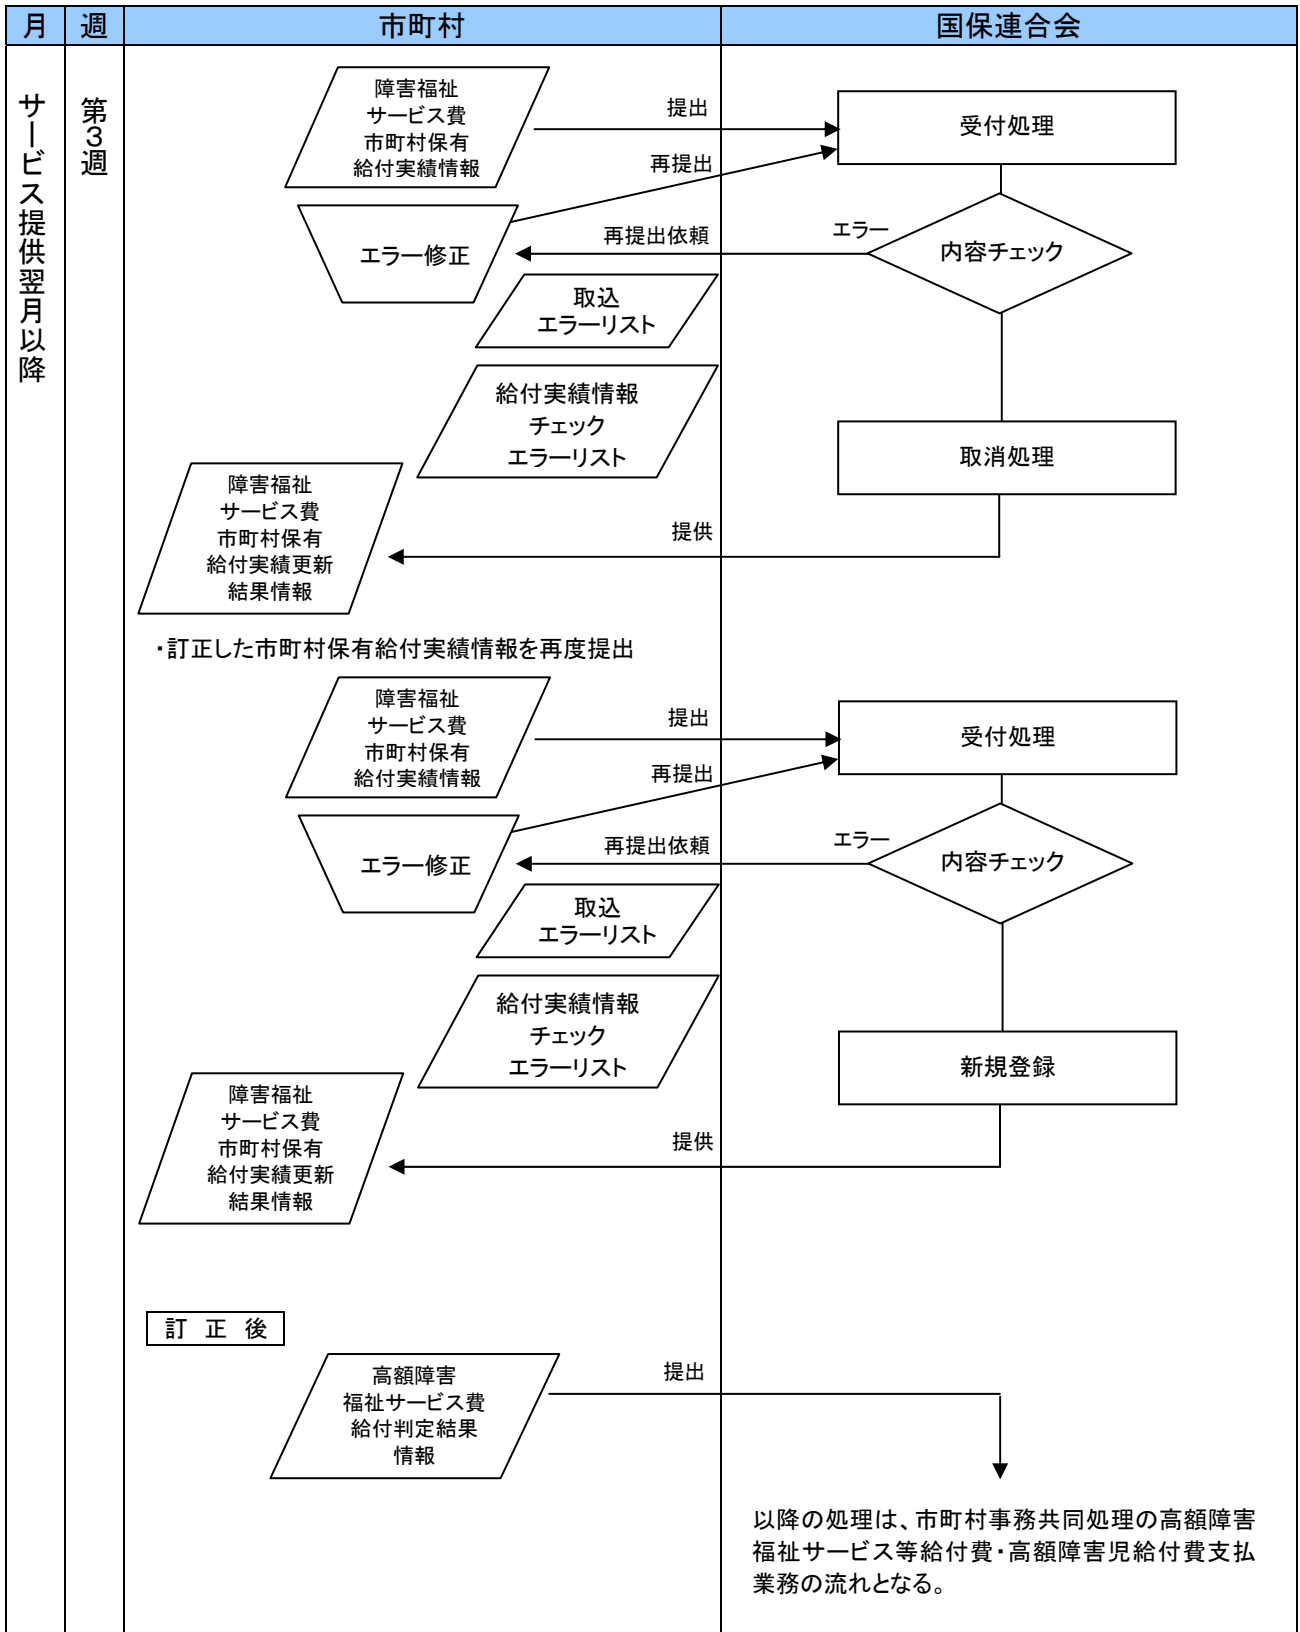 月
週
市町村
国保連合会
サービス提供翌月以降
第3週
障害福祉
サービス費
市町村保有
給付実績情報
提出
受付処理
再提出
エラー修正
再提出依頼
エラー
内容チェック
取込
エラーリスト
給付実績情報
チェック
エラーリスト
取消処理
障害福祉
サービス費
市町村保有
給付実績更新
結果情報
提供
・訂正した市町村保有給付実績情報を再度提出
障害福祉
サービス費
市町村保有
給付実績情報
提出
受付処理
再提出
エラー修正
再提出依頼
エラー
内容チェック
取込
エラーリスト
給付実績情報
チェック
エラーリスト
新規登録
障害福祉
サービス費
市町村保有
給付実績更新
結果情報
提供
訂 正 後
高額障害
福祉サービス費
給付判定結果
情報
提出
以降の処理は、市町村事務共同処理の高額障害
福祉サービス等給付費・高額障害児給付費支払
業務の流れとなる。